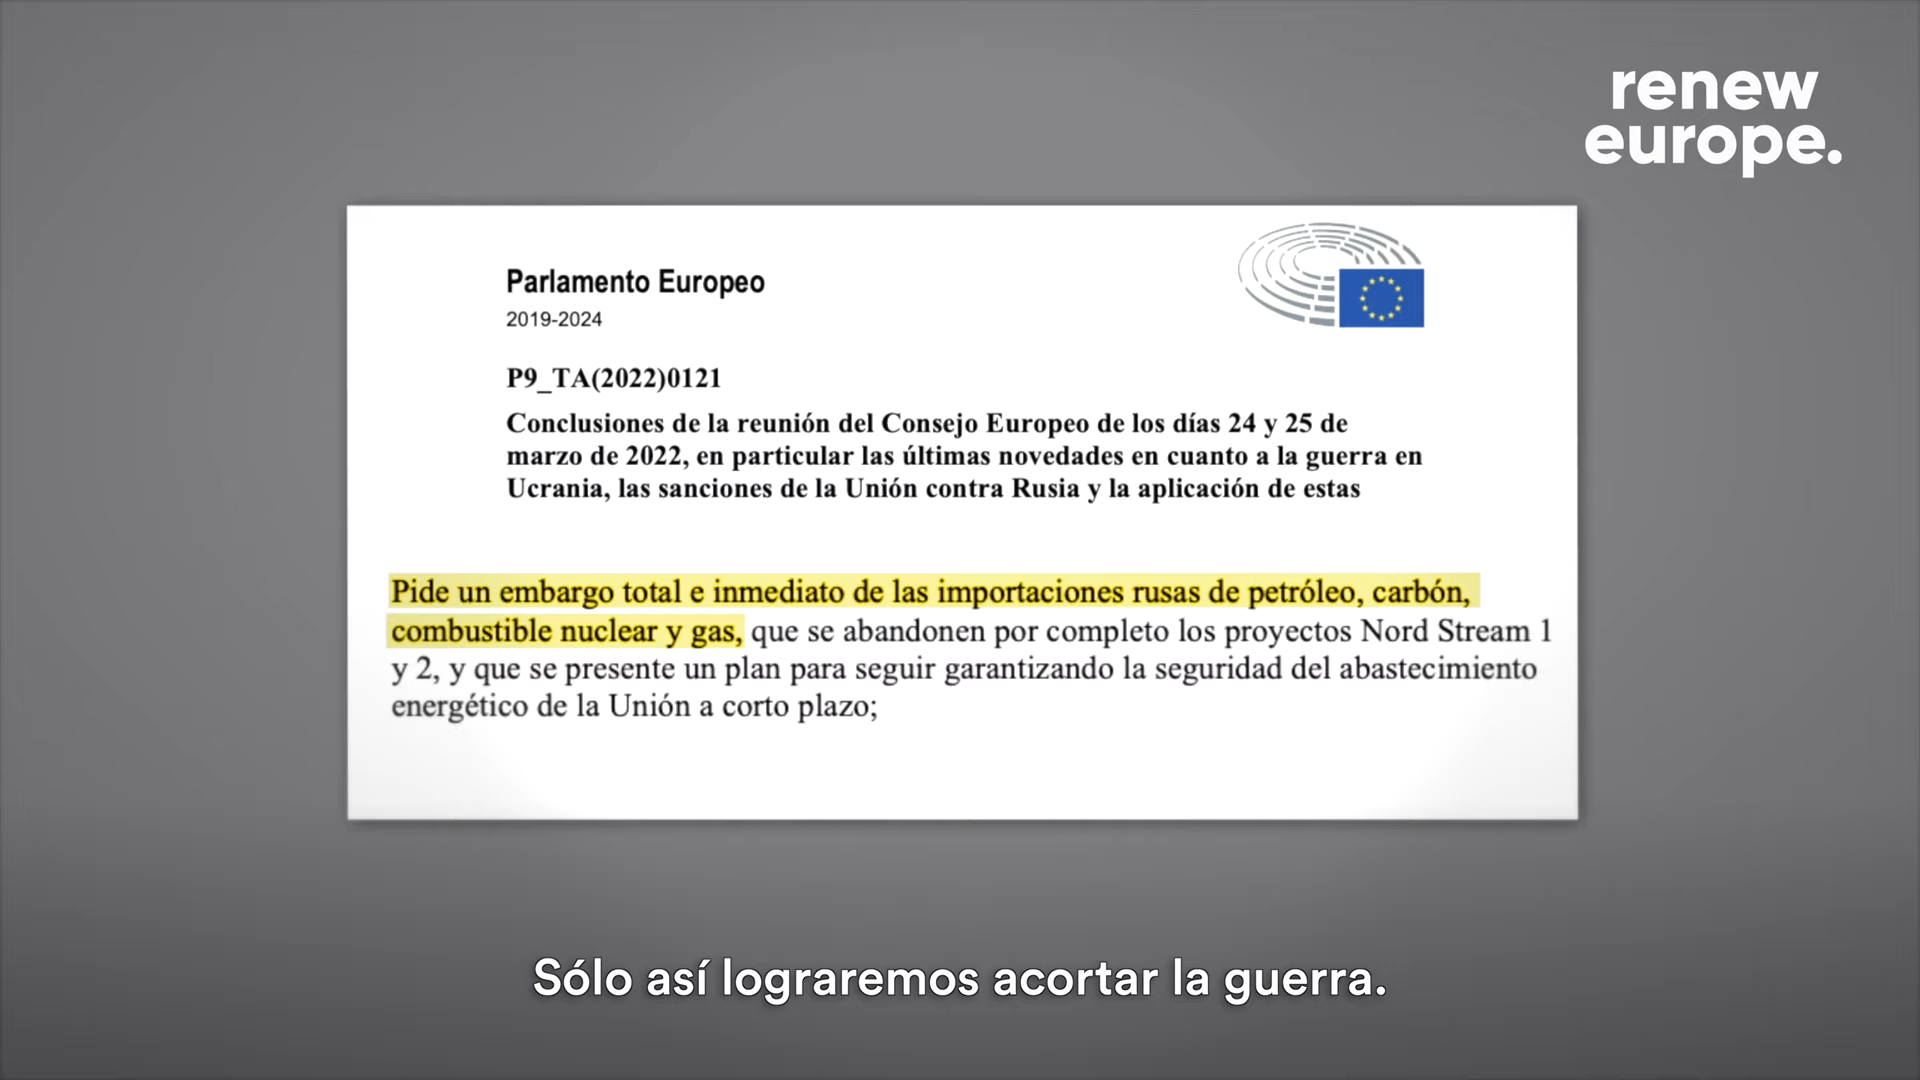 renew
europe.
Parlamento Europeo
2019-2024
P9_TA(2022)0121
Conclusiones de la reunión del Consejo Europeo de los días 24 y 25 de
marzo de 2022, en particular las últimas novedades en cuanto a la guerra en
Ucrania, las sanciones de la Unión contra Rusia y la aplicación de estas
Pide un embargo total e inmediato de las importaciones rusas de petróleo, carbón,
combustible nuclear y gas, que se abandonen por completo los proyectos Nord Stream 1
y 2, y que se presente un plan para seguir garantizando la seguridad del abastecimiento
energético de la Unión a corto plazo;
Sólo así lograremos acortar la guerra.